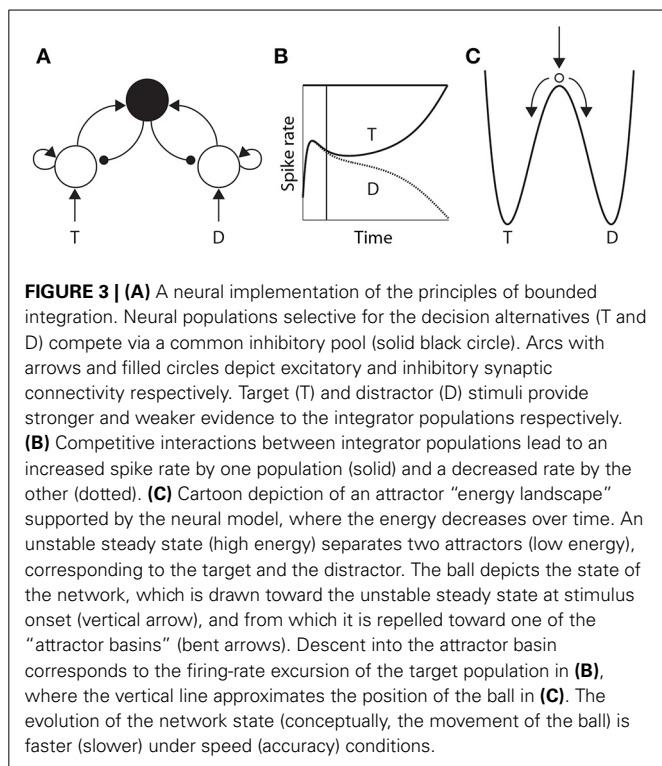 A
B
C
T
D
Spike rate
T
D
Time
T
D
FIGURE 3 | (A) A neural implementation of the principles of bounded
integration. Neural populations selective for the decision alternatives (T and
D) compete via a common inhibitory pool (solid black circle). Arcs with
arrows and filled circles depict excitatory and inhibitory synaptic
connectivity respectively. Target (T) and distractor (D) stimuli provide
stronger and weaker evidence to the integrator populations respectively.
(B) Competitive interactions between integrator populations lead to an
increased spike rate by one population (solid) and a decreased rate by the
other (dotted). (C) Cartoon depiction of an attractor “energy landscape”
supported by the neural model, where the energy decreases over time. An
unstable steady state (high energy) separates two attractors (low energy),
corresponding to the target and the distractor. The ball depicts the state of
the network, which is drawn toward the unstable steady state at stimulus
onset (vertical arrow), and from which it is repelled toward one of the
“attractor basins” (bent arrows). Descent into the attractor basin
corresponds to the firing-rate excursion of the target population in (B),
where the vertical line approximates the position of the ball in (C). The
evolution of the network state (conceptually, the movement of the ball) is
faster (slower) under speed (accuracy) conditions.